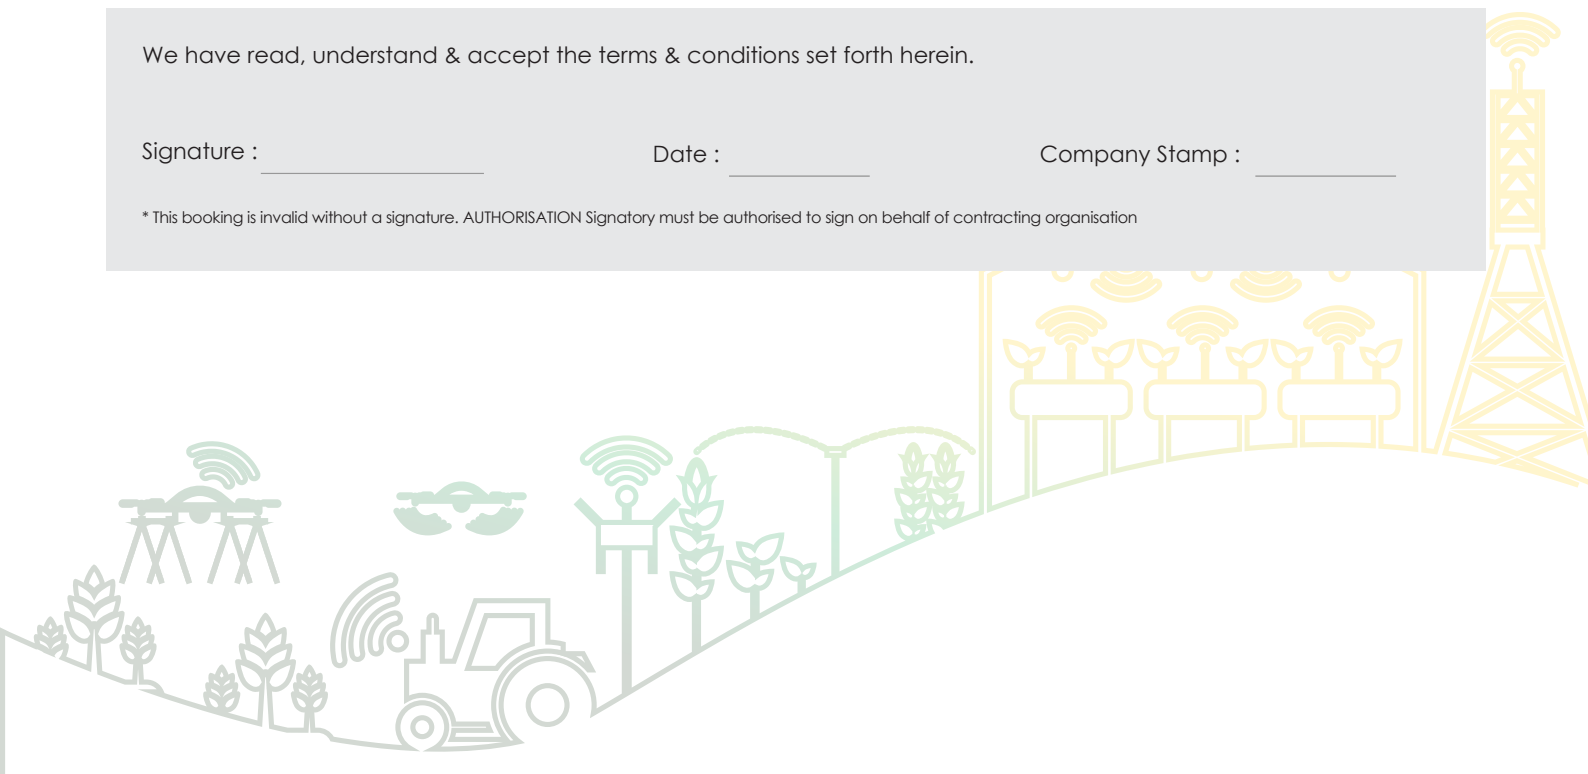 We have read, understand & accept the terms & conditions set forth herein.
Signature : Date : Company Stamp :
* This booking is invalid without a signature. AUTHORISATION Signatory must be authorised to sign on behalf of contracting organisation